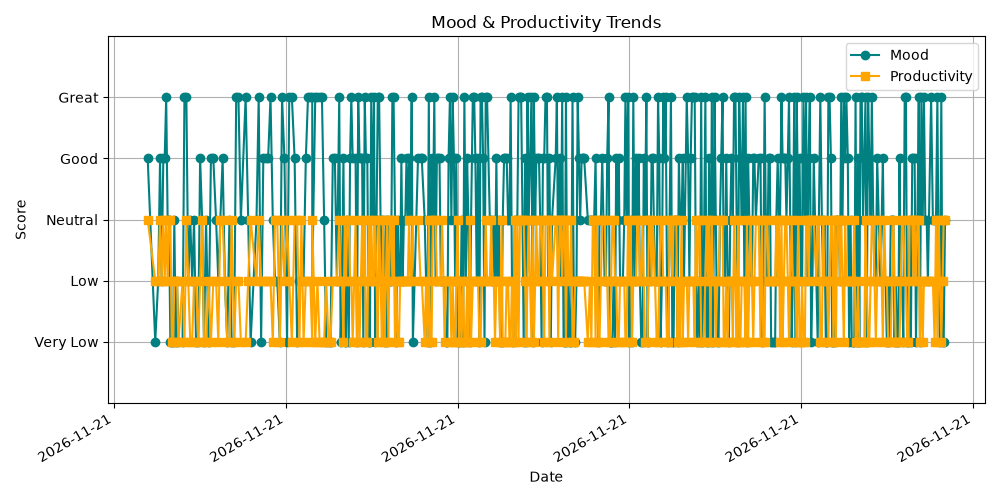 Mood & Productivity Trends
Mood
Productivity
Score
Great
Good
Neutral
Low
Very Low
2026-11-21
2026-11-21
2026-11-21
2026-11-21
2026-11-21
2026-11-21
Date